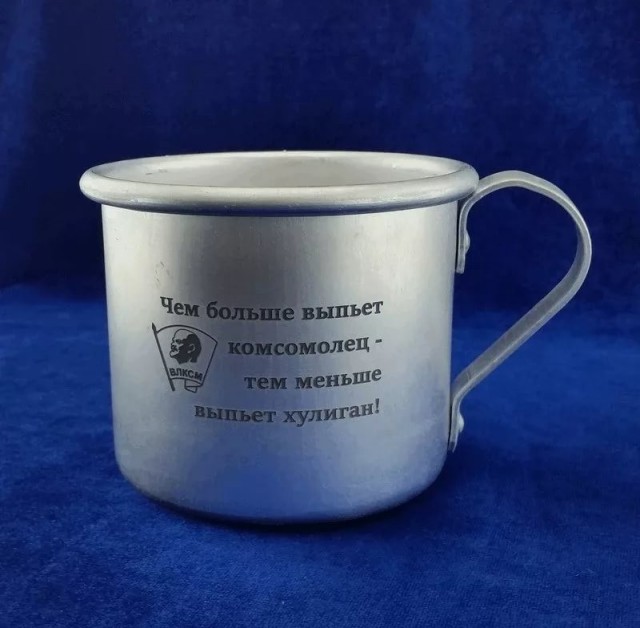 Чем больше выпьет
комсомолец -
тем меньше
выпьет хулиган!
ВЛКСМ